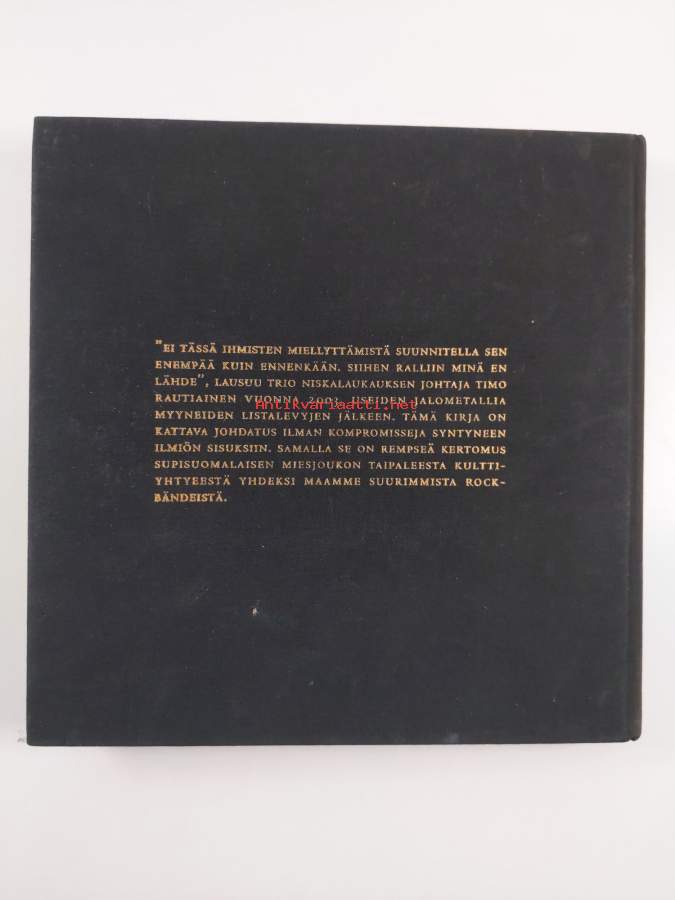 "EI TÄSSÄ IHMISTEN MIELLYTTÄMISTÄ SUUNNITELLA SEN
ENEMPÄÄ KUIN ENNENKÄÄN. SIIHEN RALLIIN MINÄ EN
LÄHDE", LAUSUU TRIO NISKALAUKAUKSEN JOHTAJA TIMO
RAUTIAINEN VUONNA 2003 USEIDEN JALOMETALLIA
Antikvariaatti.net
MYYNEIDEN LISTALEVYJEN JÄLKEEN. TÄMÄ KIRJA ON
KATTAVA JOHDATUS ILMAN KOMPROMISSEJA SYNTYNEEN
ILMIÖN SISUKSIIN. SAMALLA SE ON REMPSEÄ KERTOMUS
SUPISUOMALAISEN MIESJOUKON TAIPALEESTA KULTTI-
YHTYEESTÄ YHDEKSI MAAMME SUURIMMISTA ROCK-
BÄNDEISTÄ.